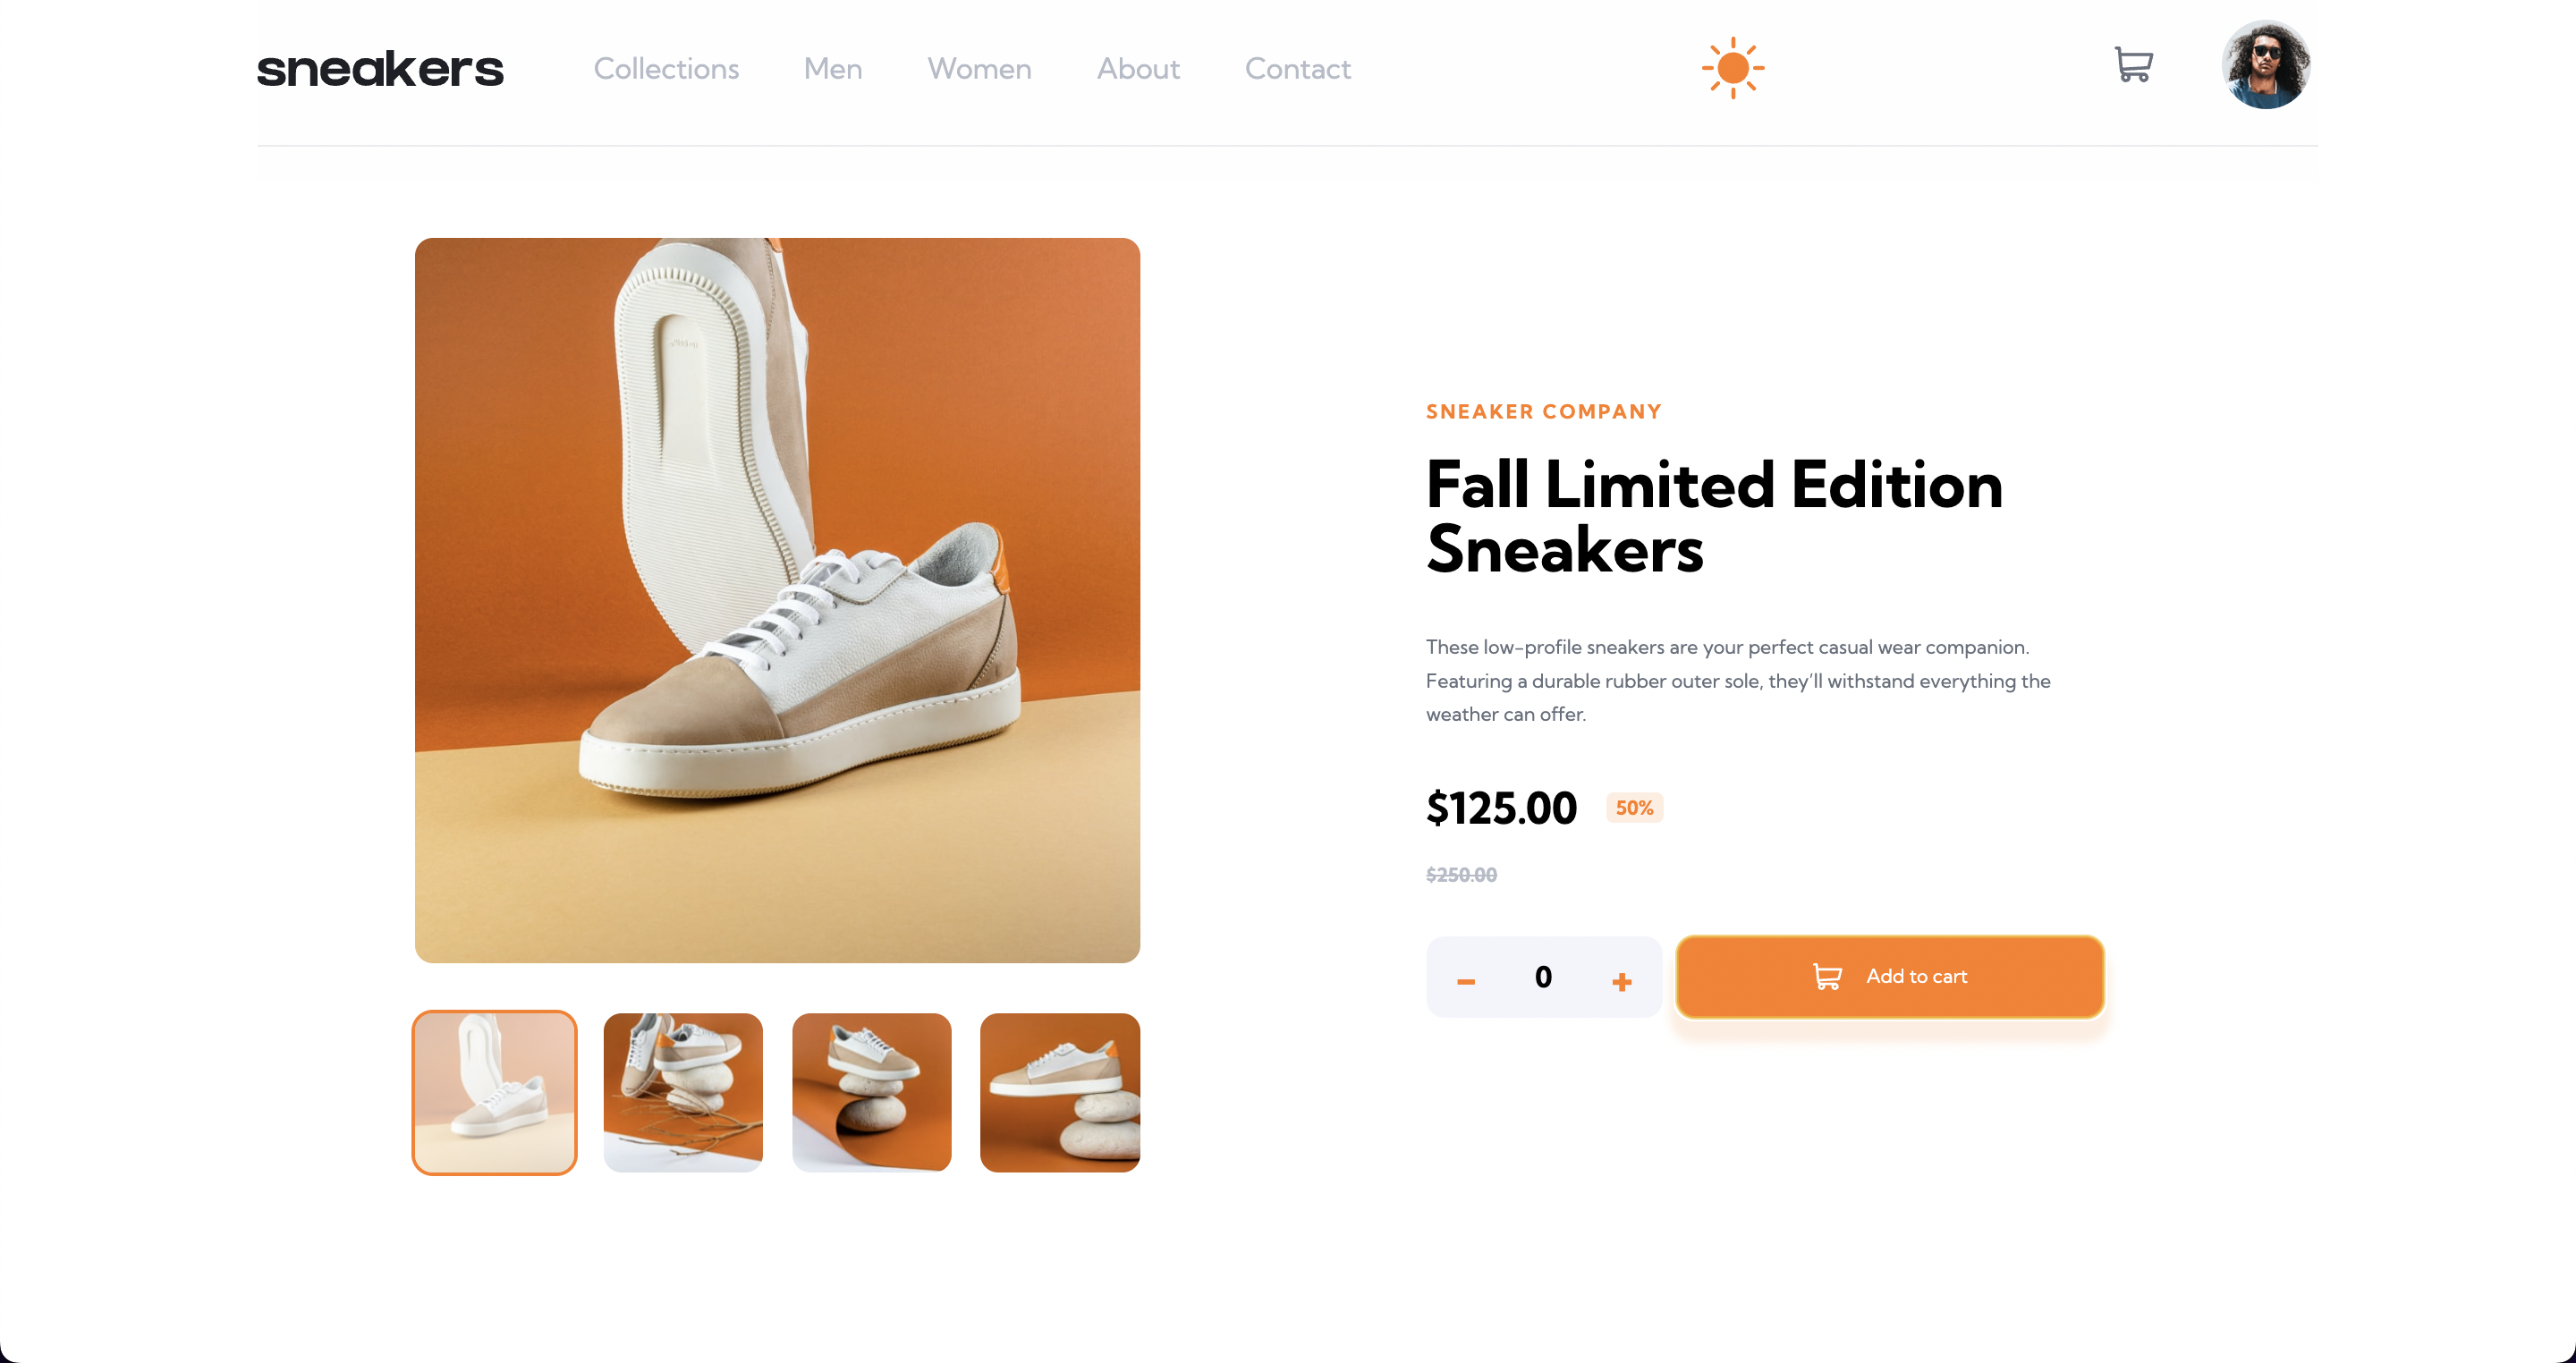 sneakers
Collections Men Women About Contact
SNEAKER COMPANY
Fall Limited Edition
Sneakers
These low-profile sneakers are your perfect casual wear companion.
Featuring a durable rubber outer sole, they’ll withstand everything the
weather can offer.
$125.00 50%
$250.00
- 0 + Add to cart